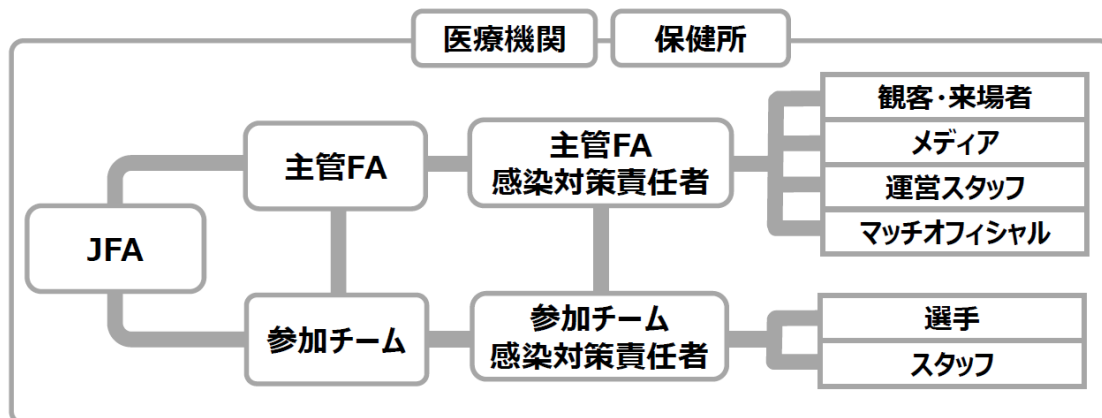 医療機関
保健所
観客・来場者
メディア
運営スタッフ
マッチオフィシャル
主管FA
主管FA
感染対策責任者
JFA
参加チーム
参加チーム
感染対策責任者
選手
スタッフ